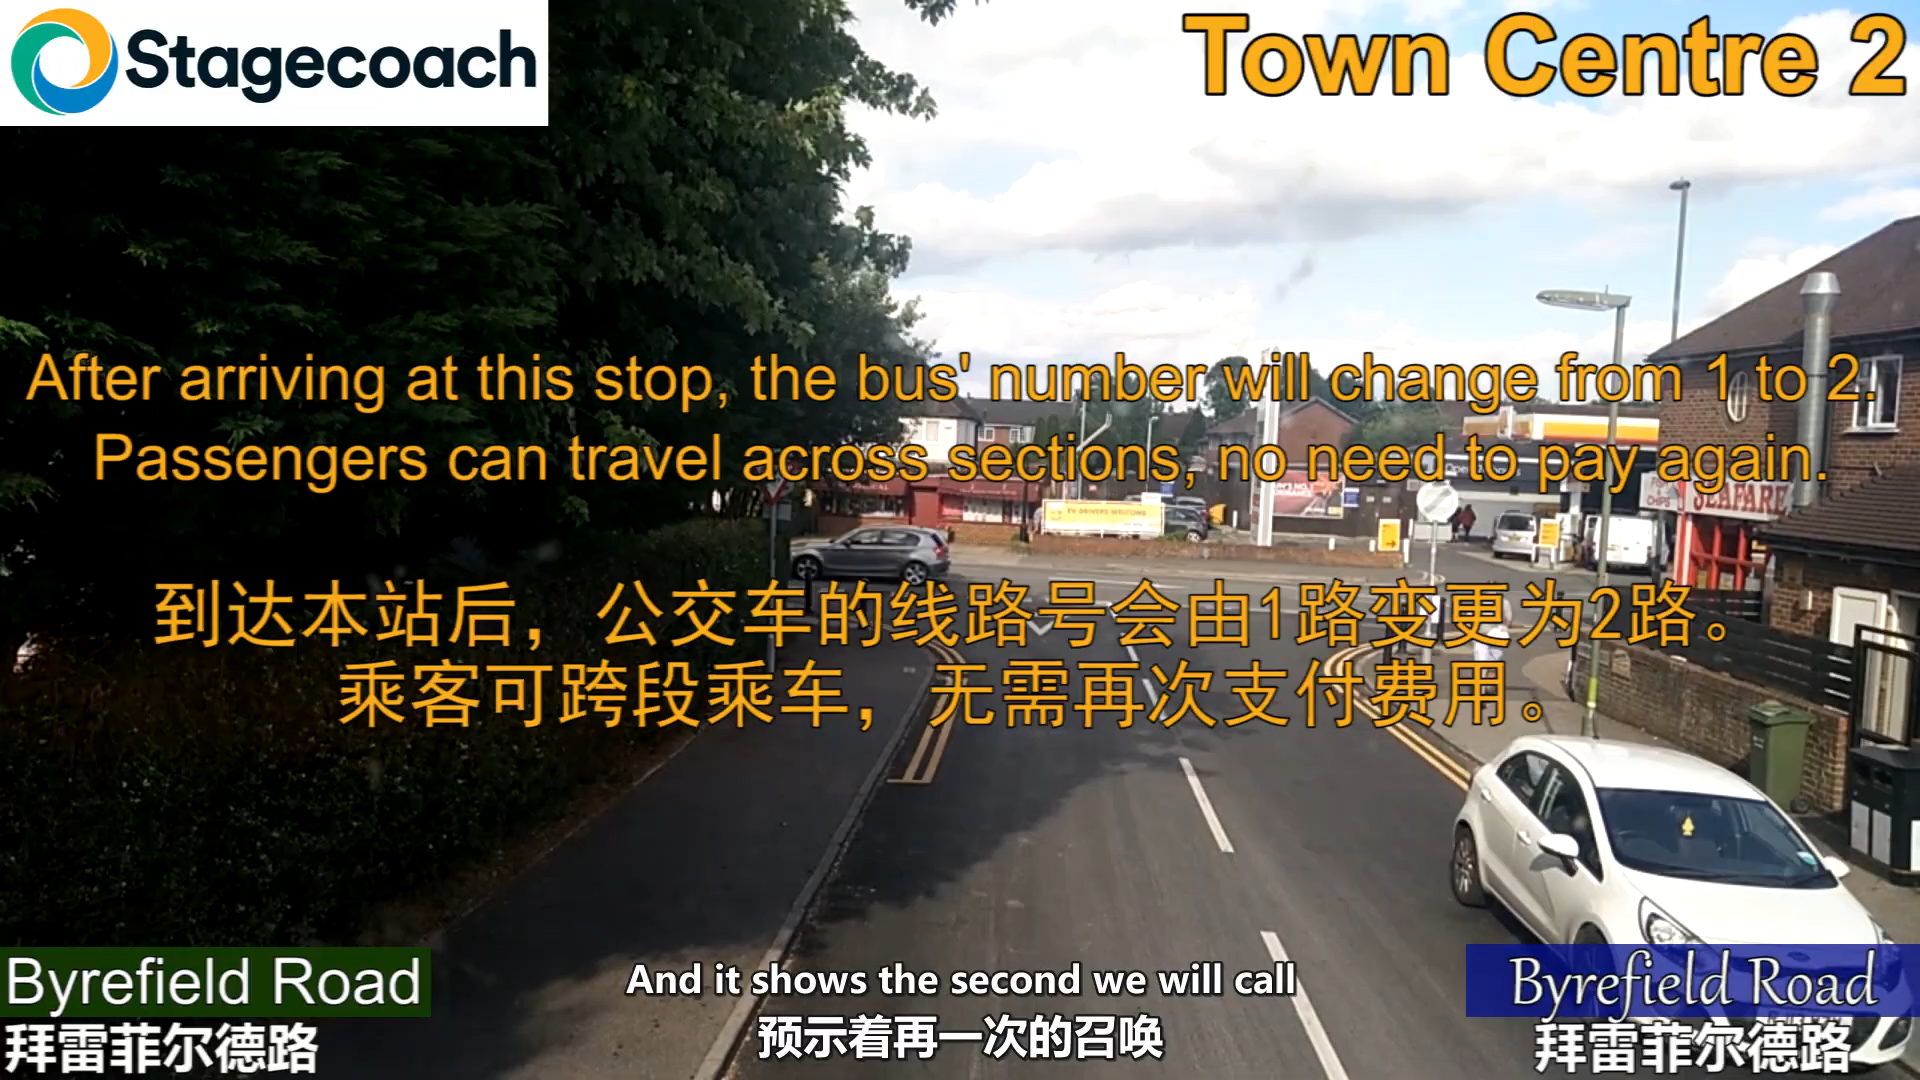 Stagecoach
Town Centre 2
After arriving at this stop, the bus' number will change from 1 to 2.
Passengers can travel across sections, no need to pay again.
EV DRIVERS WELCOME
CHIPS
SEAFARE
到达本站后，公交车的线路号会由1路变更为2路。
乘客可跨段乘车，无需再次支付费用。
Byrefield Road
拜雷菲尔德路
And it shows the second we will call
预示着再一次的召唤
Byrefield Road
拜雷菲尔德路